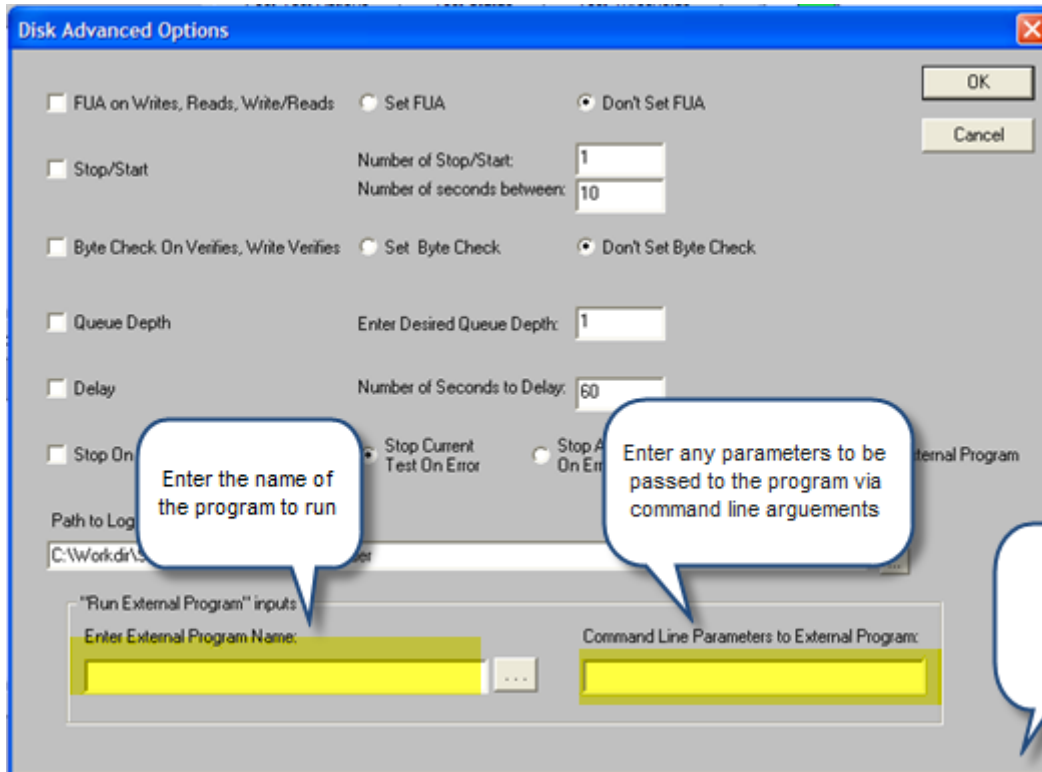 Disk Advanced Options
OK
Cancel
FUA on Writes, Reads, Write/Reads Set FUA Don't Set FUA
Stop/Start Number of Stop/Start: 1
Number of seconds between: 10
Byte Check On Verifies, Write Verifies Set Byte Check Don't Set Byte Check
Queue Depth Enter Desired Queue Depth: 1
Delay Number of Seconds to Delay: 60
Stop On
Stop Current
Test On Error
Stop
On
Program
Enter the name of
the program to run
Enter any parameters to be
passed to the program via
command line arguements
Path to
C:\Workdir\
...
"Run External Program" inputs
Enter External Program Name:
...
Command Line Parameters to External Program: